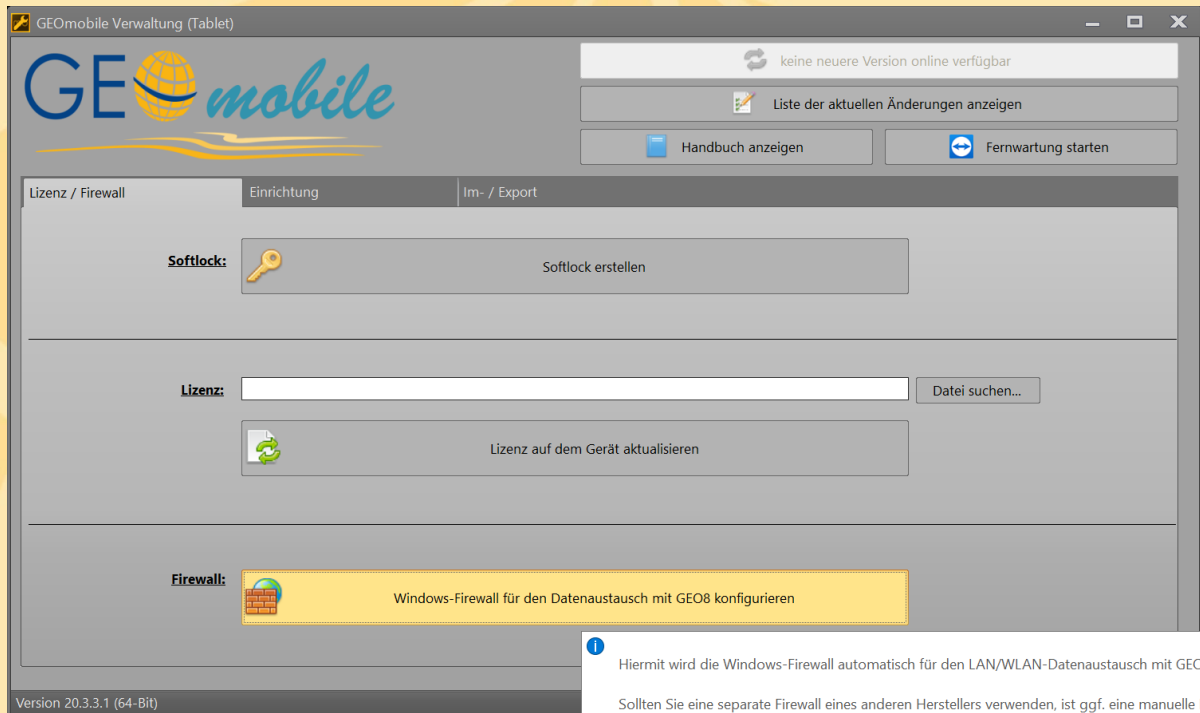 GEOmobile Verwaltung (Tablet)
GEO mobile
keine neuere Version online verfügbar
Liste der aktuellen Änderungen anzeigen
Handbuch anzeigen
Fernwartung starten
Lizenz / Firewall
Einrichtung
Im- / Export
Softlock:
Softlock erstellen
Lizenz:
Datei suchen...
Lizenz auf dem Gerät aktualisieren
Firewall:
Windows-Firewall für den Datenaustausch mit GEO8 konfigurieren
Hiermit wird die Windows-Firewall automatisch für den LAN/WLAN-Datenaustausch mit GEO
Sollten Sie eine separate Firewall eines anderen Herstellers verwenden, ist ggf. eine manuelle
Version 20.3.3.1 (64-Bit)